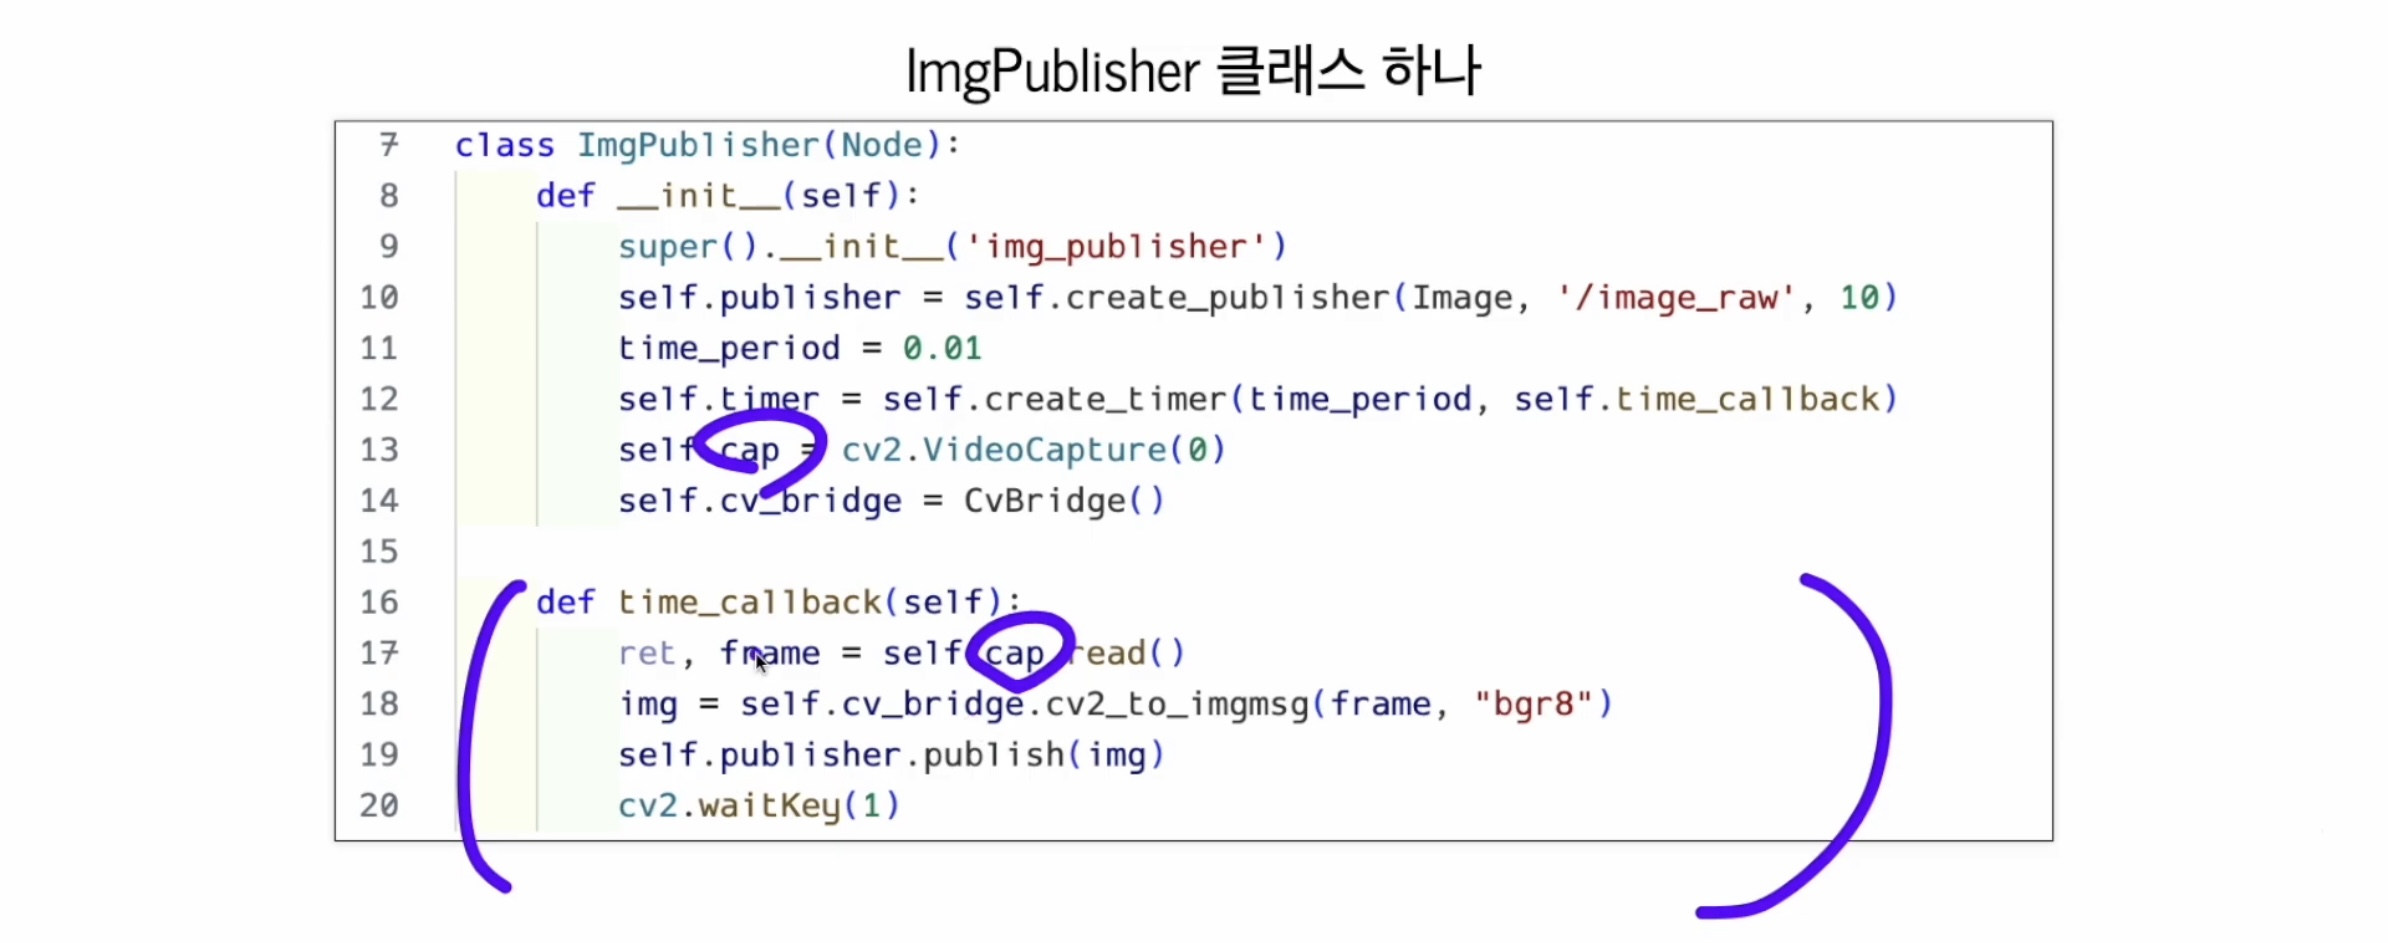 ImgPublisher 클래스 하나
7 class ImgPublisher(Node):
8 def __init__(self):
9 super().__init__('img_publisher')
10 self.publisher = self.create_publisher(Image, '/image_raw', 10)
11 time_period = 0.01
12 self.timer = self.create_timer(time_period, self.time_callback)
13 self.cap = cv2.VideoCapture(0)
14 self.cv_bridge = CvBridge()
15
16 def time_callback(self):
17 ret, frame = self.cap.read()
18 img = self.cv_bridge.cv2_to_imgmsg(frame, "bgr8")
19 self.publisher.publish(img)
20 cv2.waitKey(1)